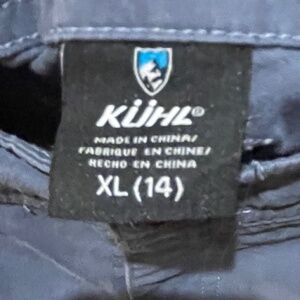 KÜHL®
MADE IN CHINA/
FABRIQUE EN CHINE/
HECHO EN CHINA
XL (14)